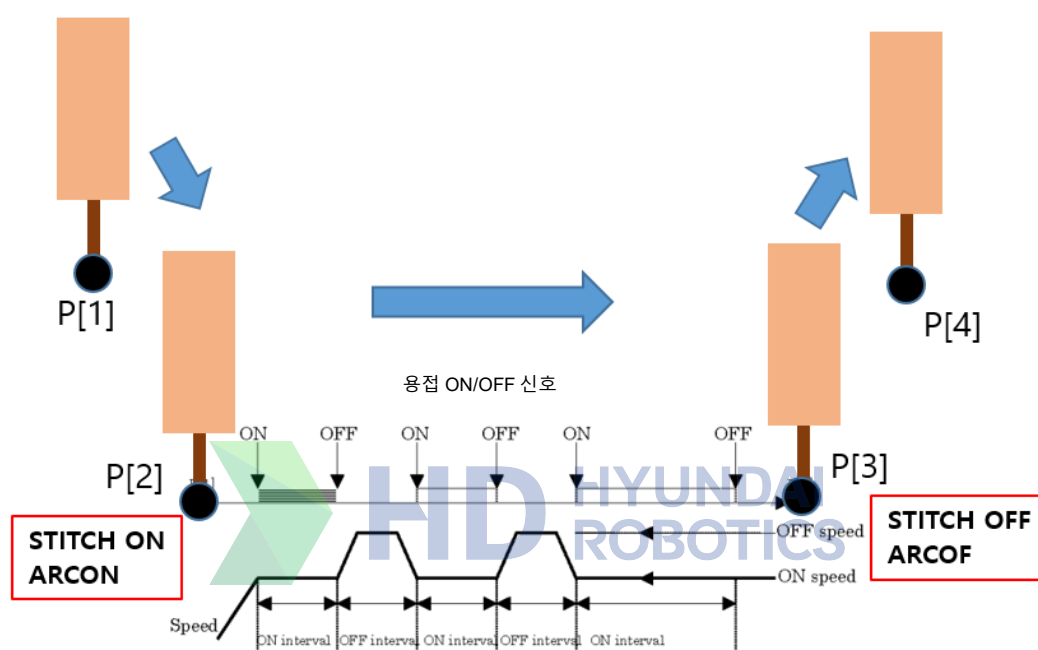 P[1]
P[4]
용접 ON/OFF 신호
ON OFF ON OFF ON OFF
P[2]
P[3]
HD HYUNDAI
ROBOTICS
STITCH ON
ARCON
STITCH OFF
ARCOF
OFF speed
ON speed
Speed
ON interval OFF interval ON interval OFF interval ON interval